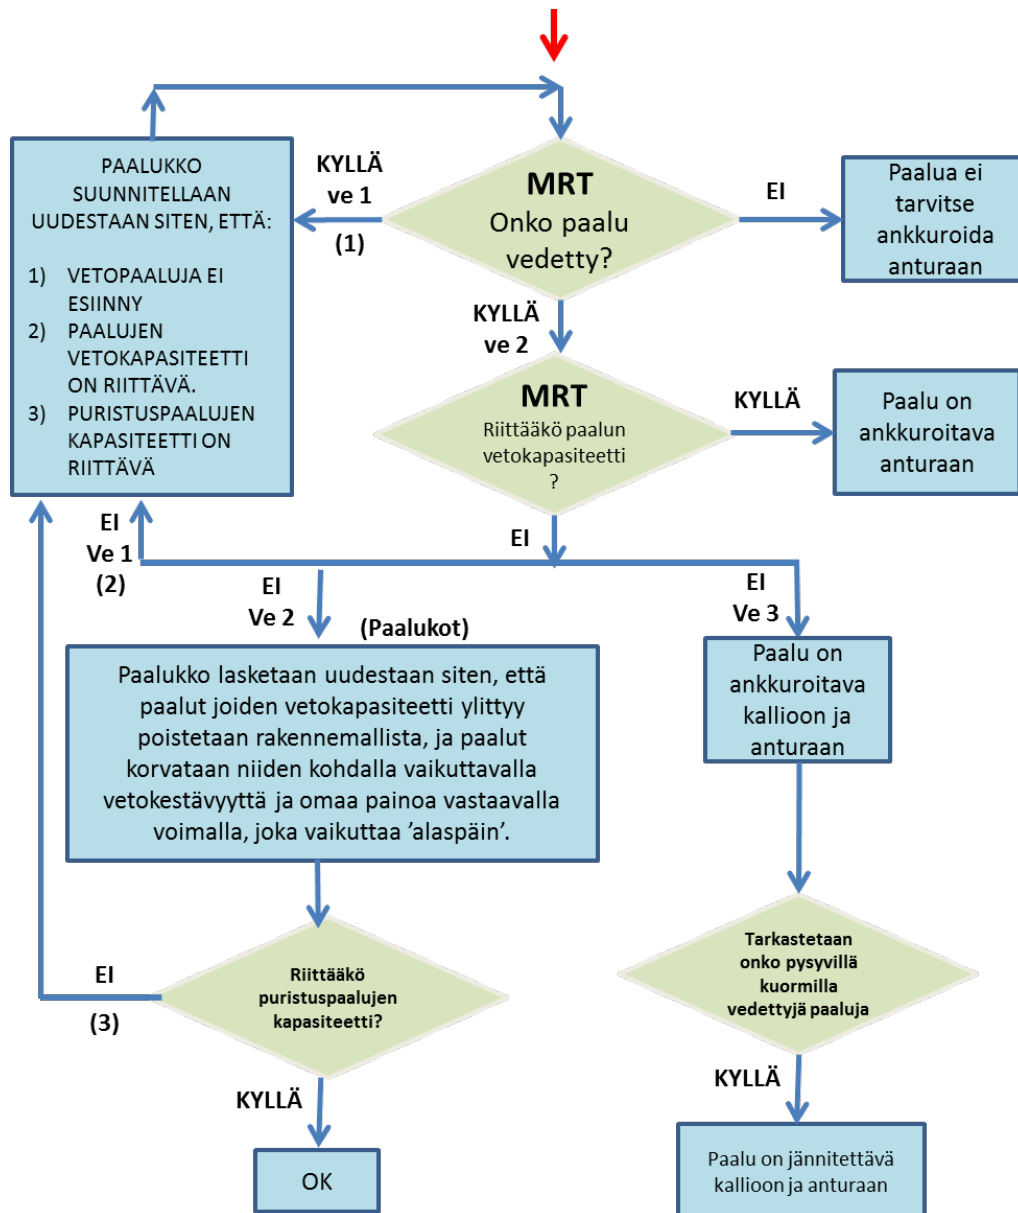 PAALUKKO
SUUNNITELLAAN
UUDESTAAN SITEN, ETTÄ:
1) VETOPAALUJA EI
ESIINNY
2) PAALUJEN
VETOKAPASITEETTI
ON RIITTÄVÄ.
3) PURISTUSPAALUJEN
KAPASITEETTI ON
RIITTÄVÄ
KYLLÄ
ve 1
(1)
MRT
Onko paalu
vedetty?
EI
Paalua ei
tarvitse
ankkuroida
anturaan
KYLLÄ
ve 2
MRT
Riittääkö paalun
vetokapasiteetti
?
KYLLÄ
Paalu on
ankkuroitava
anturaan
EI
EI
Ve 1
(2)
EI
Ve 2
(Paalukot)
EI
Ve 3
Paalukko lasketaan uudestaan siten, että
paalut joiden vetokapasiteetti ylittyy
poistetaan rakennemallista, ja paalut
korvataan niiden kohdalla vaikuttavalla
vetokestävyyttä ja omaa painoa vastaavalla
voimalla, joka vaikuttaa ’alaspäin’.
Paalu on
ankkuroitava
kallioon ja
anturaan
EI
(3)
Riittääkö
puristuspaalujen
kapasiteetti?
Tarkastetaan
onko pysyvillä
kuormilla
vedettyjä paaluja
KYLLÄ
OK
KYLLÄ
Paalu on jännitettävä
kallioon ja anturaan